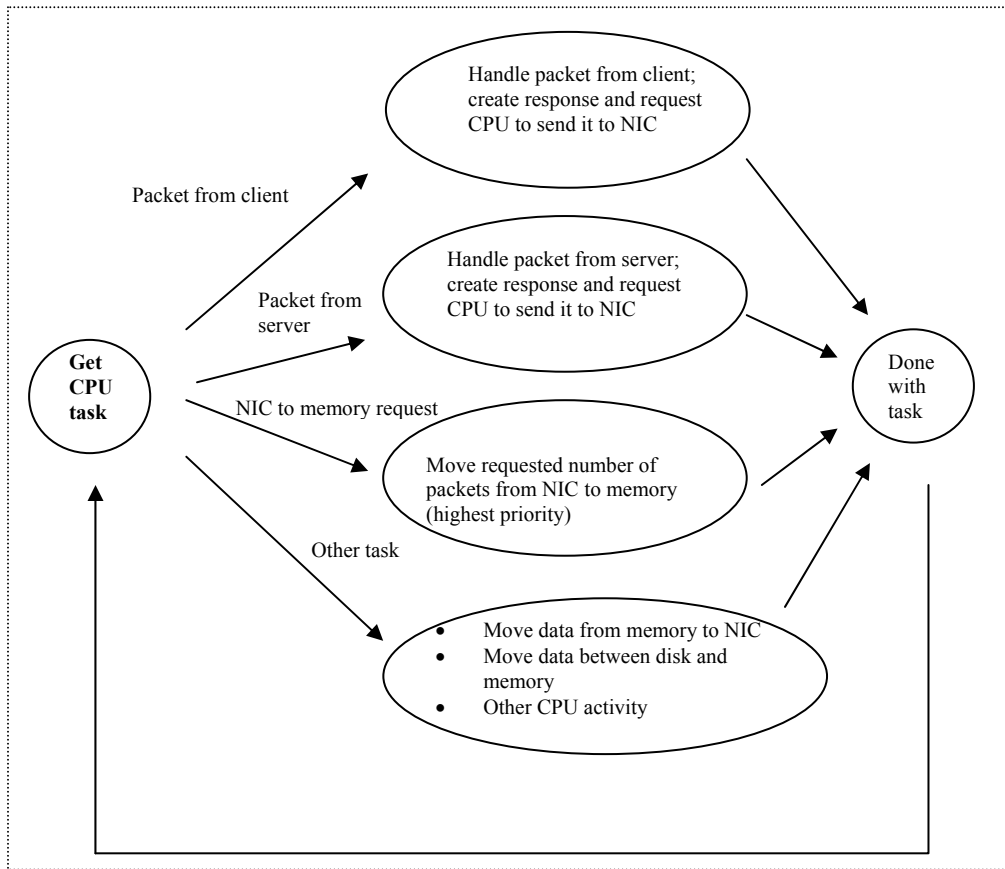 Handle packet from client;
create response and request
CPU to send it to NIC
Packet from client
Handle packet from server;
create response and request
CPU to send it to NIC
Packet from
server
Get
CPU
task
Done
with
task
NIC to memory request
Move requested number of
packets from NIC to memory
(highest priority)
Other task
• Move data from memory to NIC
• Move data between disk and
memory
• Other CPU activity